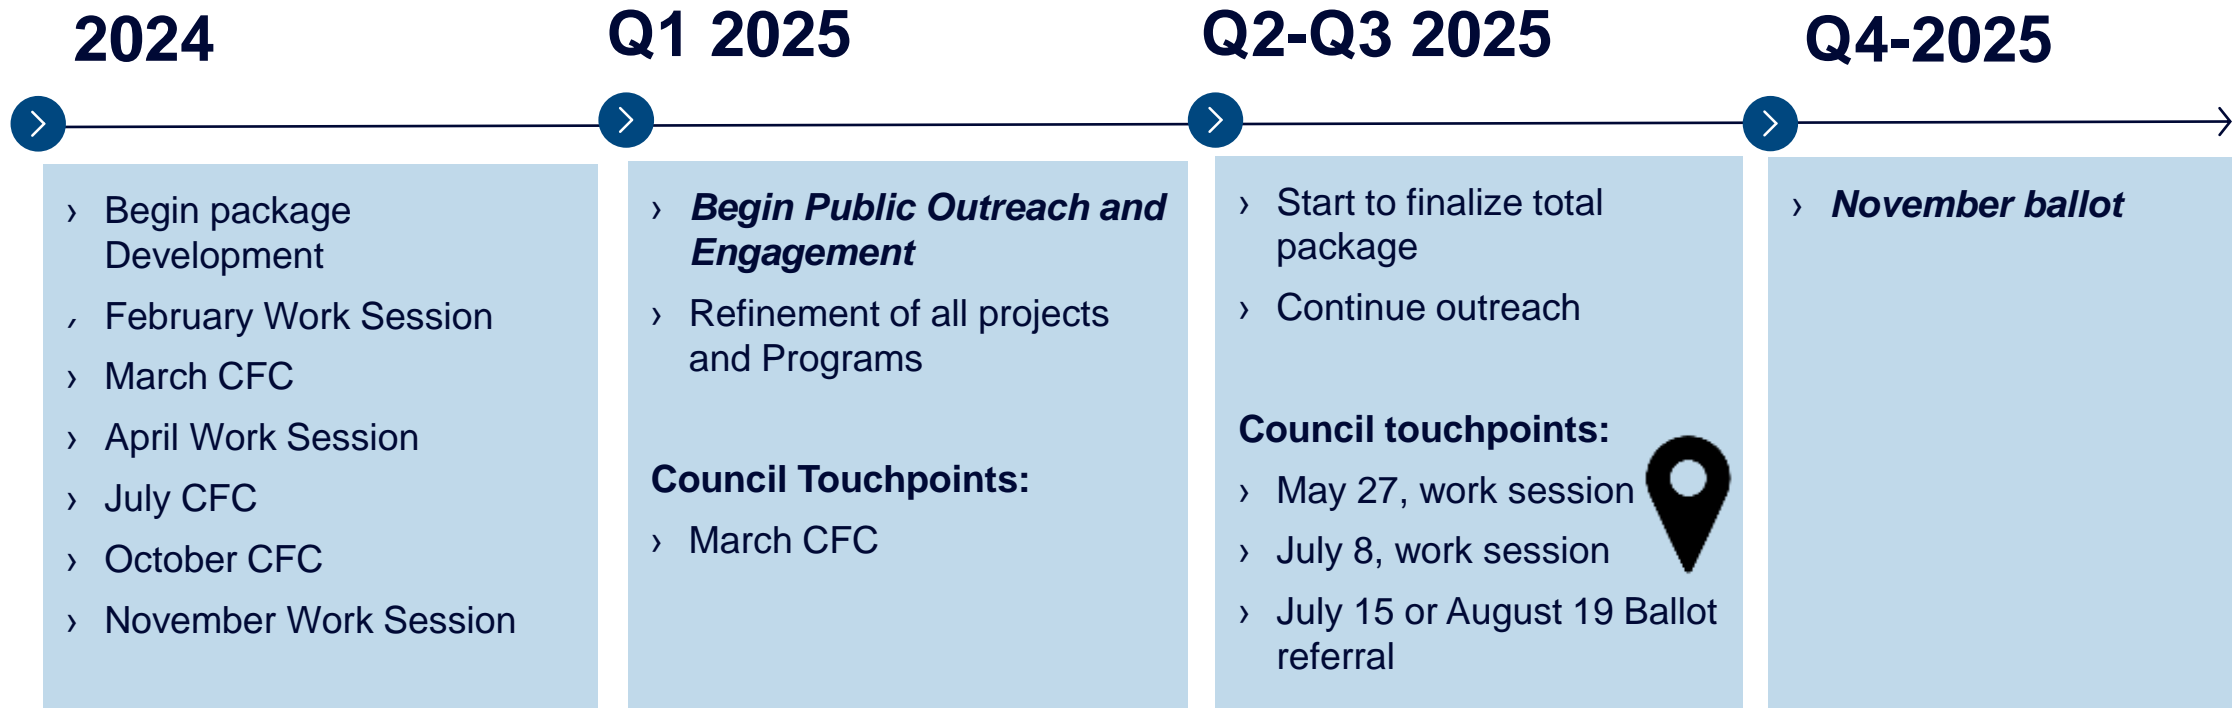 2024
› Begin package
Development
› February Work Session
› March CFC
› April Work Session
› July CFC
› October CFC
› November Work Session
Q1 2025
› Begin Public Outreach and
Engagement
› Refinement of all projects
and Programs
Council Touchpoints:
› March CFC
Q2-Q3 2025
› Start to finalize total
package
› Continue outreach
Council touchpoints:
› May 27, work session
› July 8, work session
› July 15 or August 19 Ballot
referral
Q4-2025
› November ballot